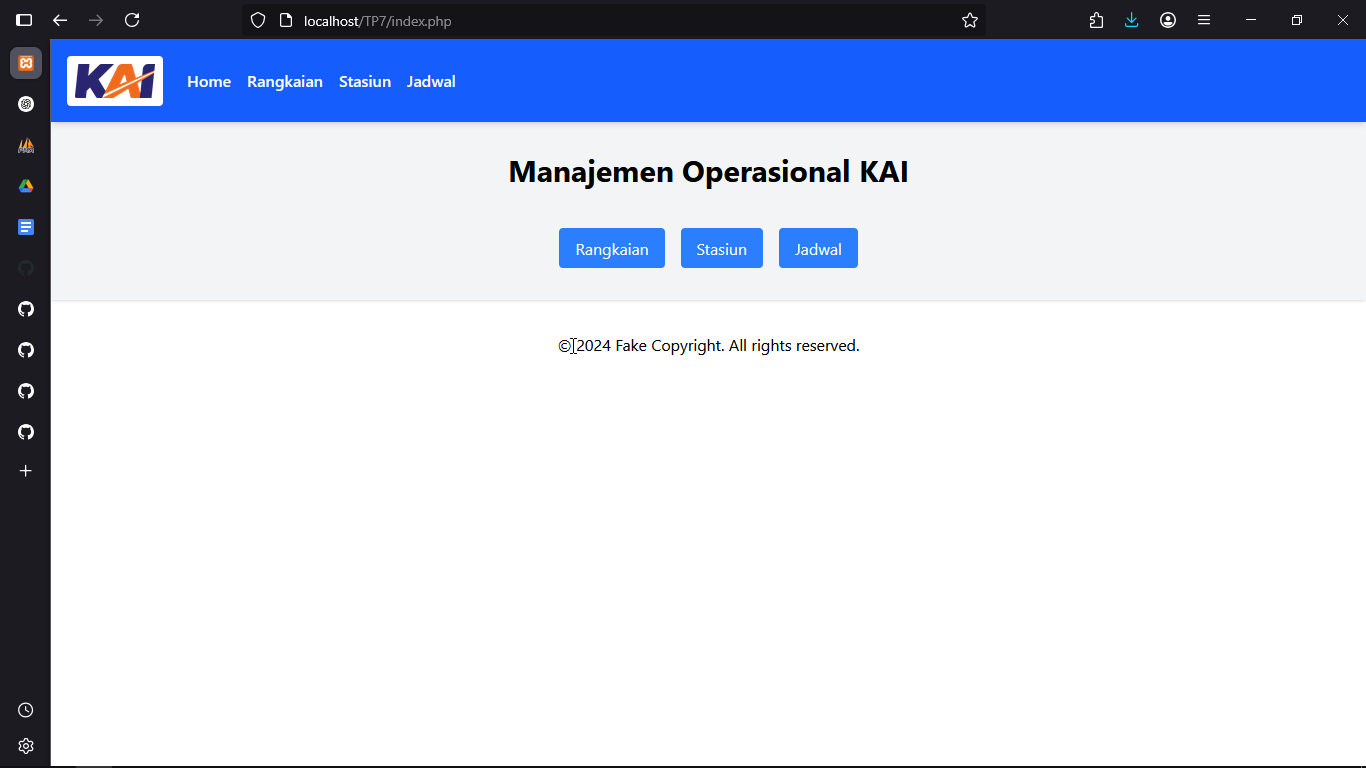 localhost/TP7/index.php
KAI
Home Rangkaian Stasiun Jadwal
Manajemen Operasional KAI
Rangkaian Stasiun Jadwal
© 2024 Fake Copyright. All rights reserved.